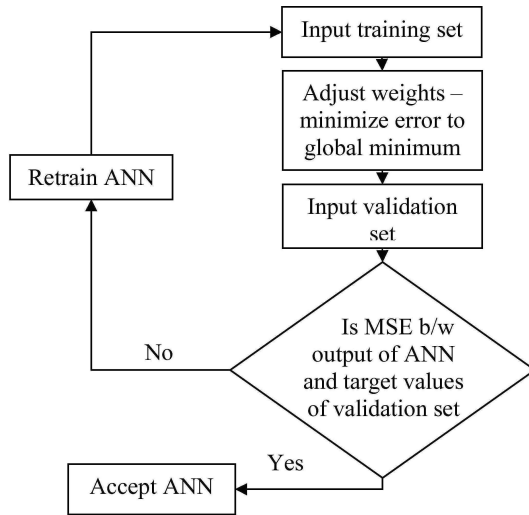 Input training set
Adjust weights –
minimize error to
global minimum
Retrain ANN
Input validation
set
Is MSE b/w
output of ANN
and target values
of validation set
No
Yes
Accept ANN